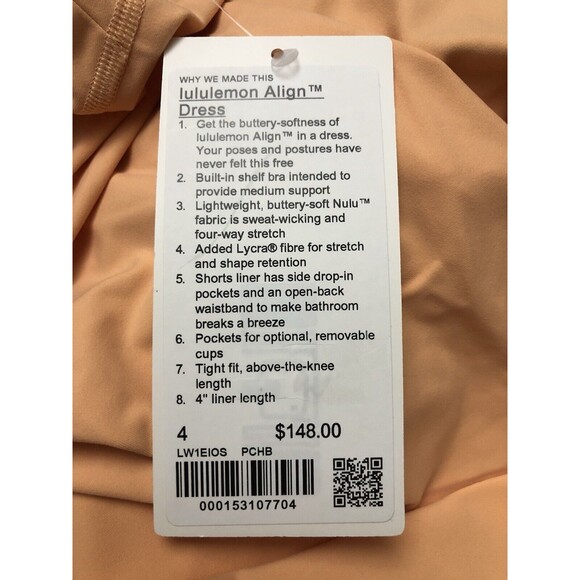 WHY WE MADE THIS
lululemon Align™
Dress
1. Get the buttery-softness of
lululemon Align™ in a dress.
Your poses and postures have
never felt this free
2. Built-in shelf bra intended to
provide medium support
3. Lightweight, buttery-soft Nulu™
fabric is sweat-wicking and
four-way stretch
4. Added Lycra® fibre for stretch
and shape retention
5. Shorts liner has side drop-in
pockets and an open-back
waistband to make bathroom
breaks a breeze
6. Pockets for optional, removable
cups
7. Tight fit, above-the-knee
length
8. 4" liner length
4 $148.00
LW1EIOS PCHB
000153107704